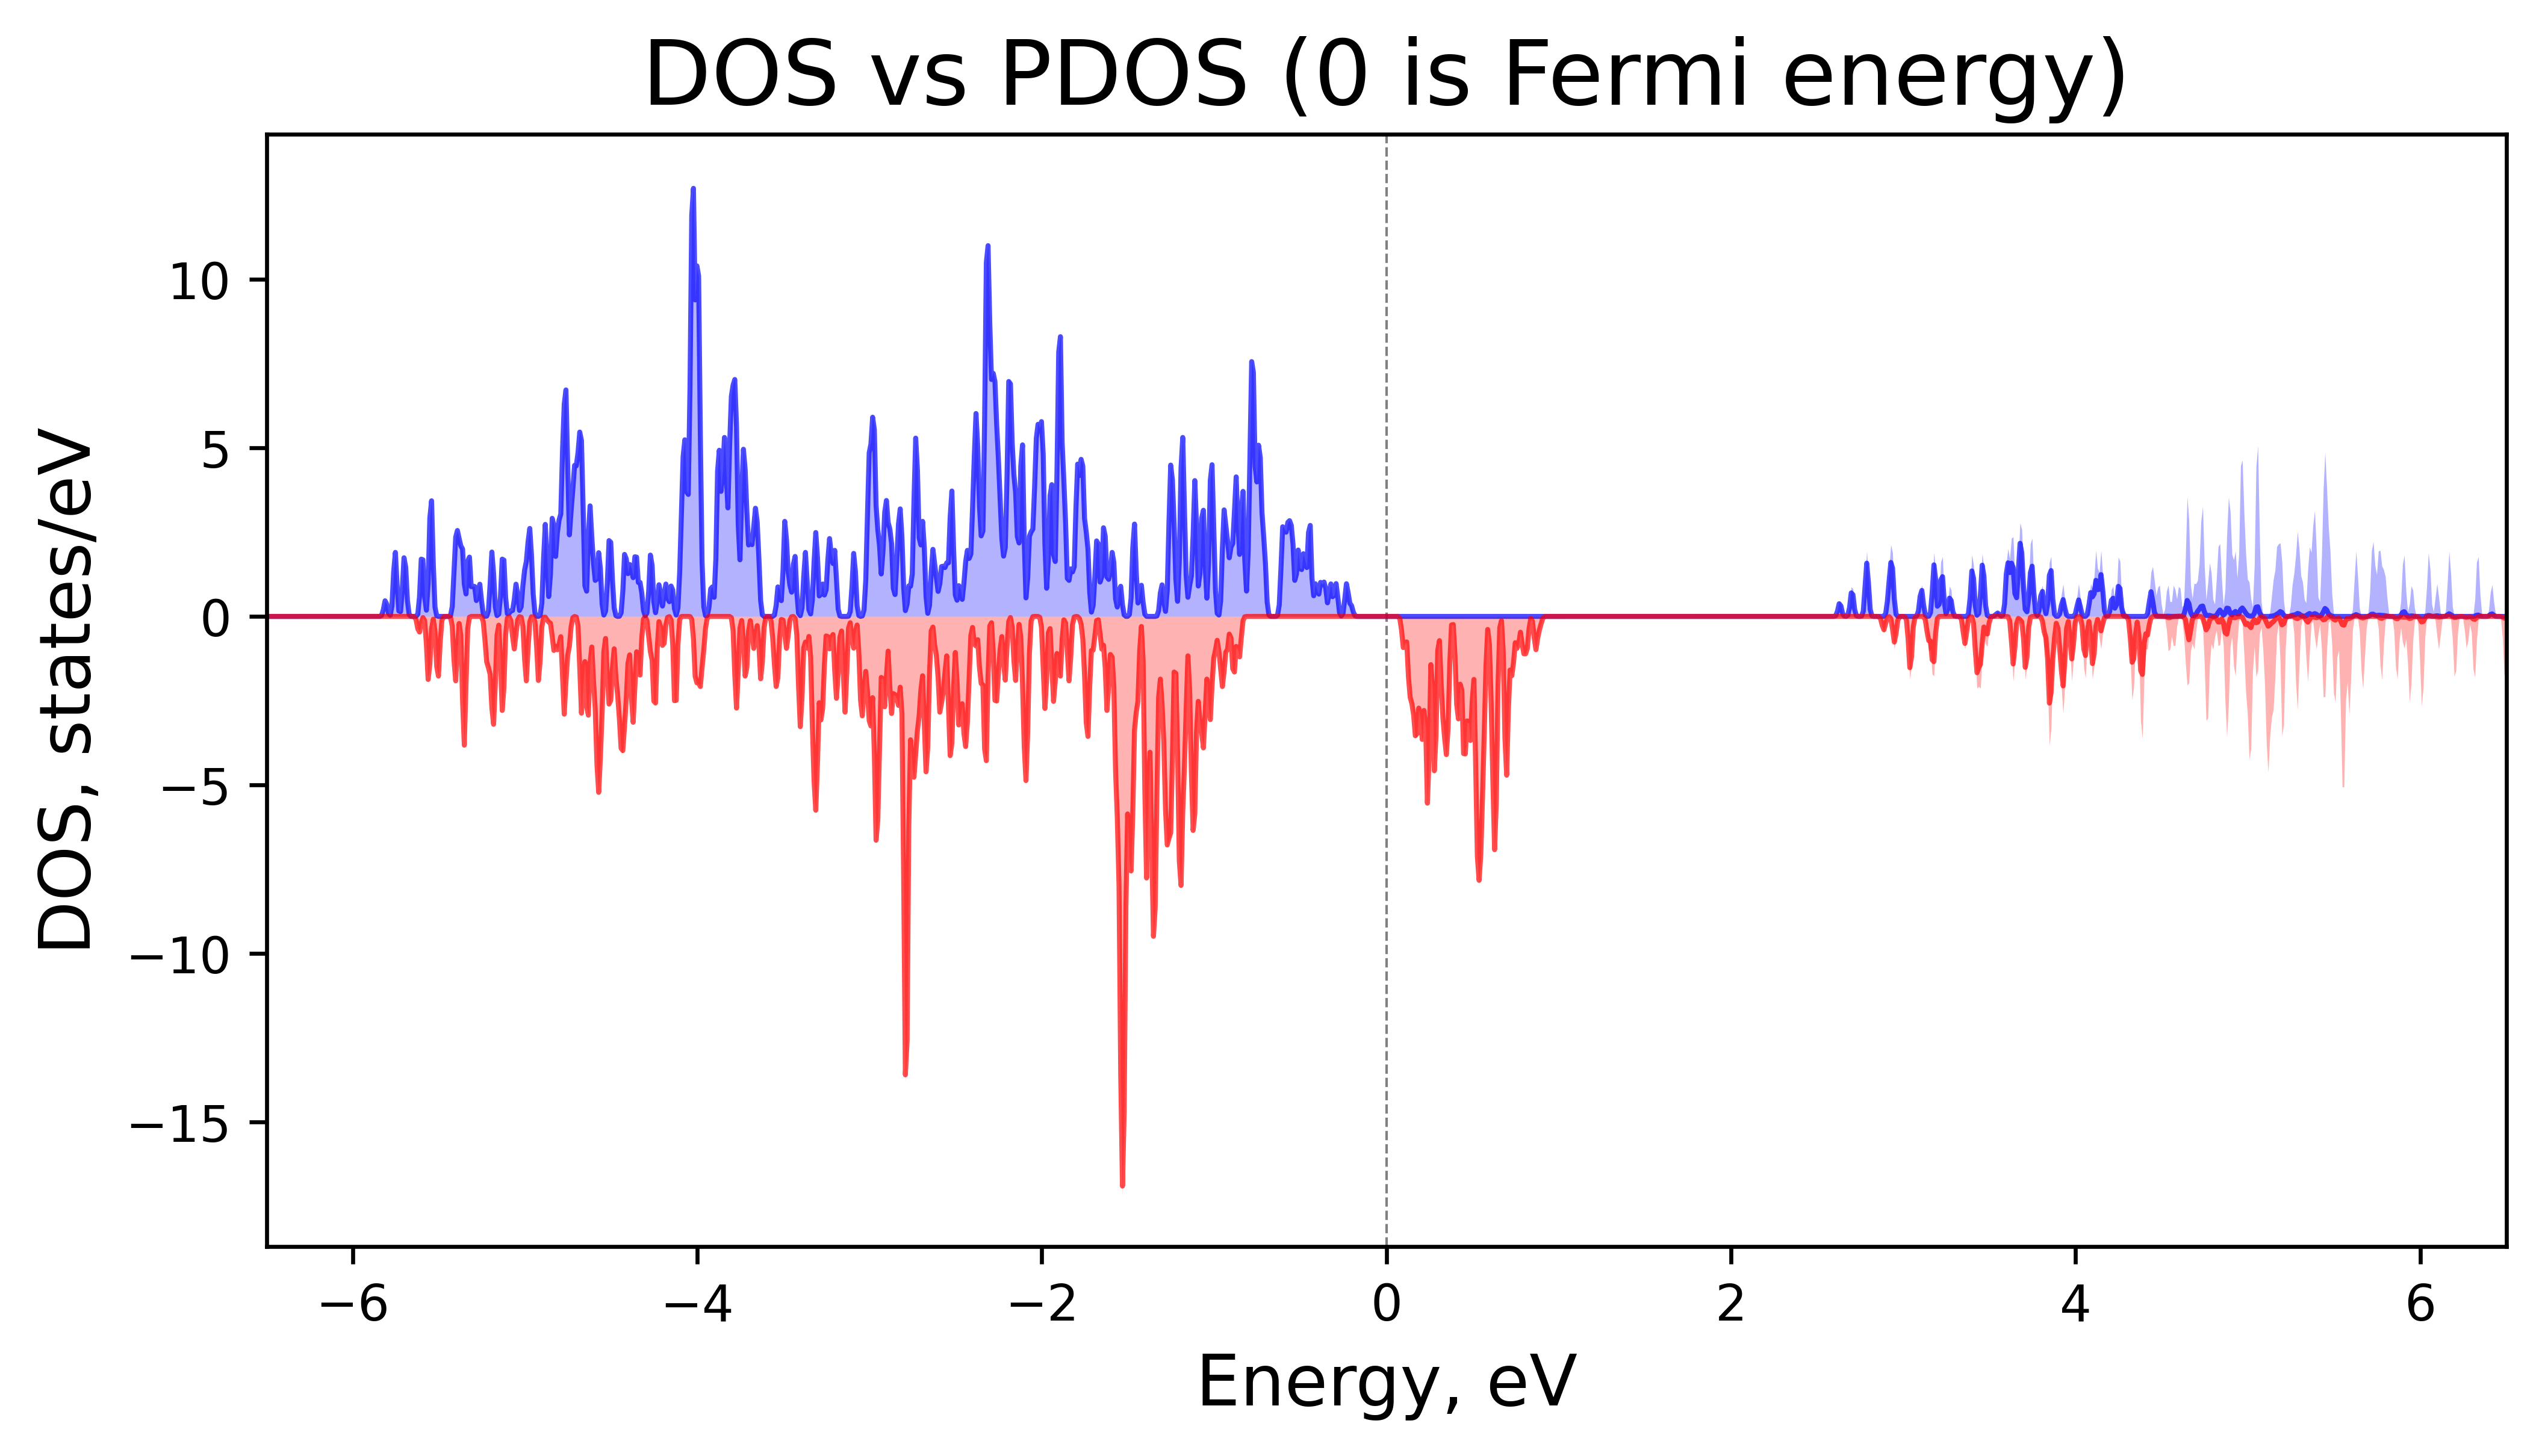 DOS vs PDOS (0 is Fermi energy)
DOS, states/eV
10
5
0
−5
−10
−15
−6 −4 −2 0 2 4 6
Energy, eV